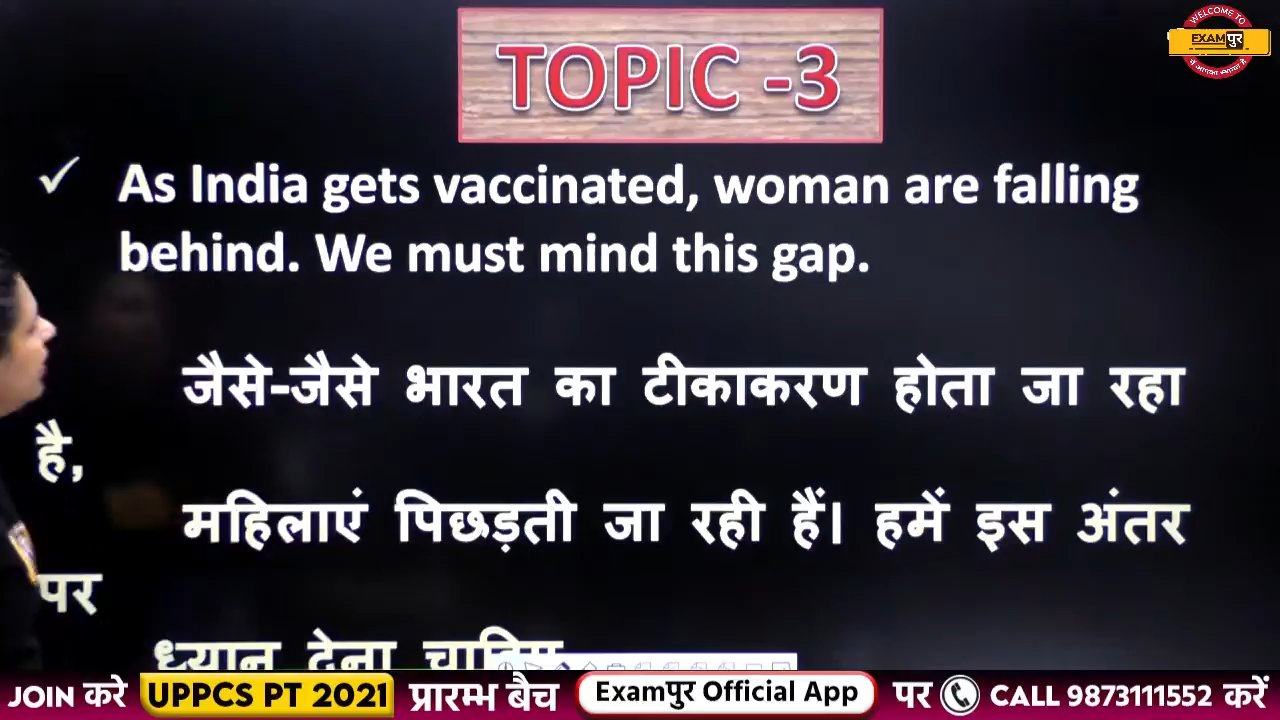 WELCOME TO
EXAMपुर
TOPIC -3
✓ As India gets vaccinated, woman are falling
behind. We must mind this gap.
जैसे-जैसे भारत का टीकाकरण होता जा रहा
है,
महिलाएं पिछड़ती जा रही हैं। हमें इस अंतर
पर
ध्यान देना चाहिए
JOIN करे UPPCS PT 2021 प्रारम्भ बैच Examपुर Official App पर CALL 9873111552 करें